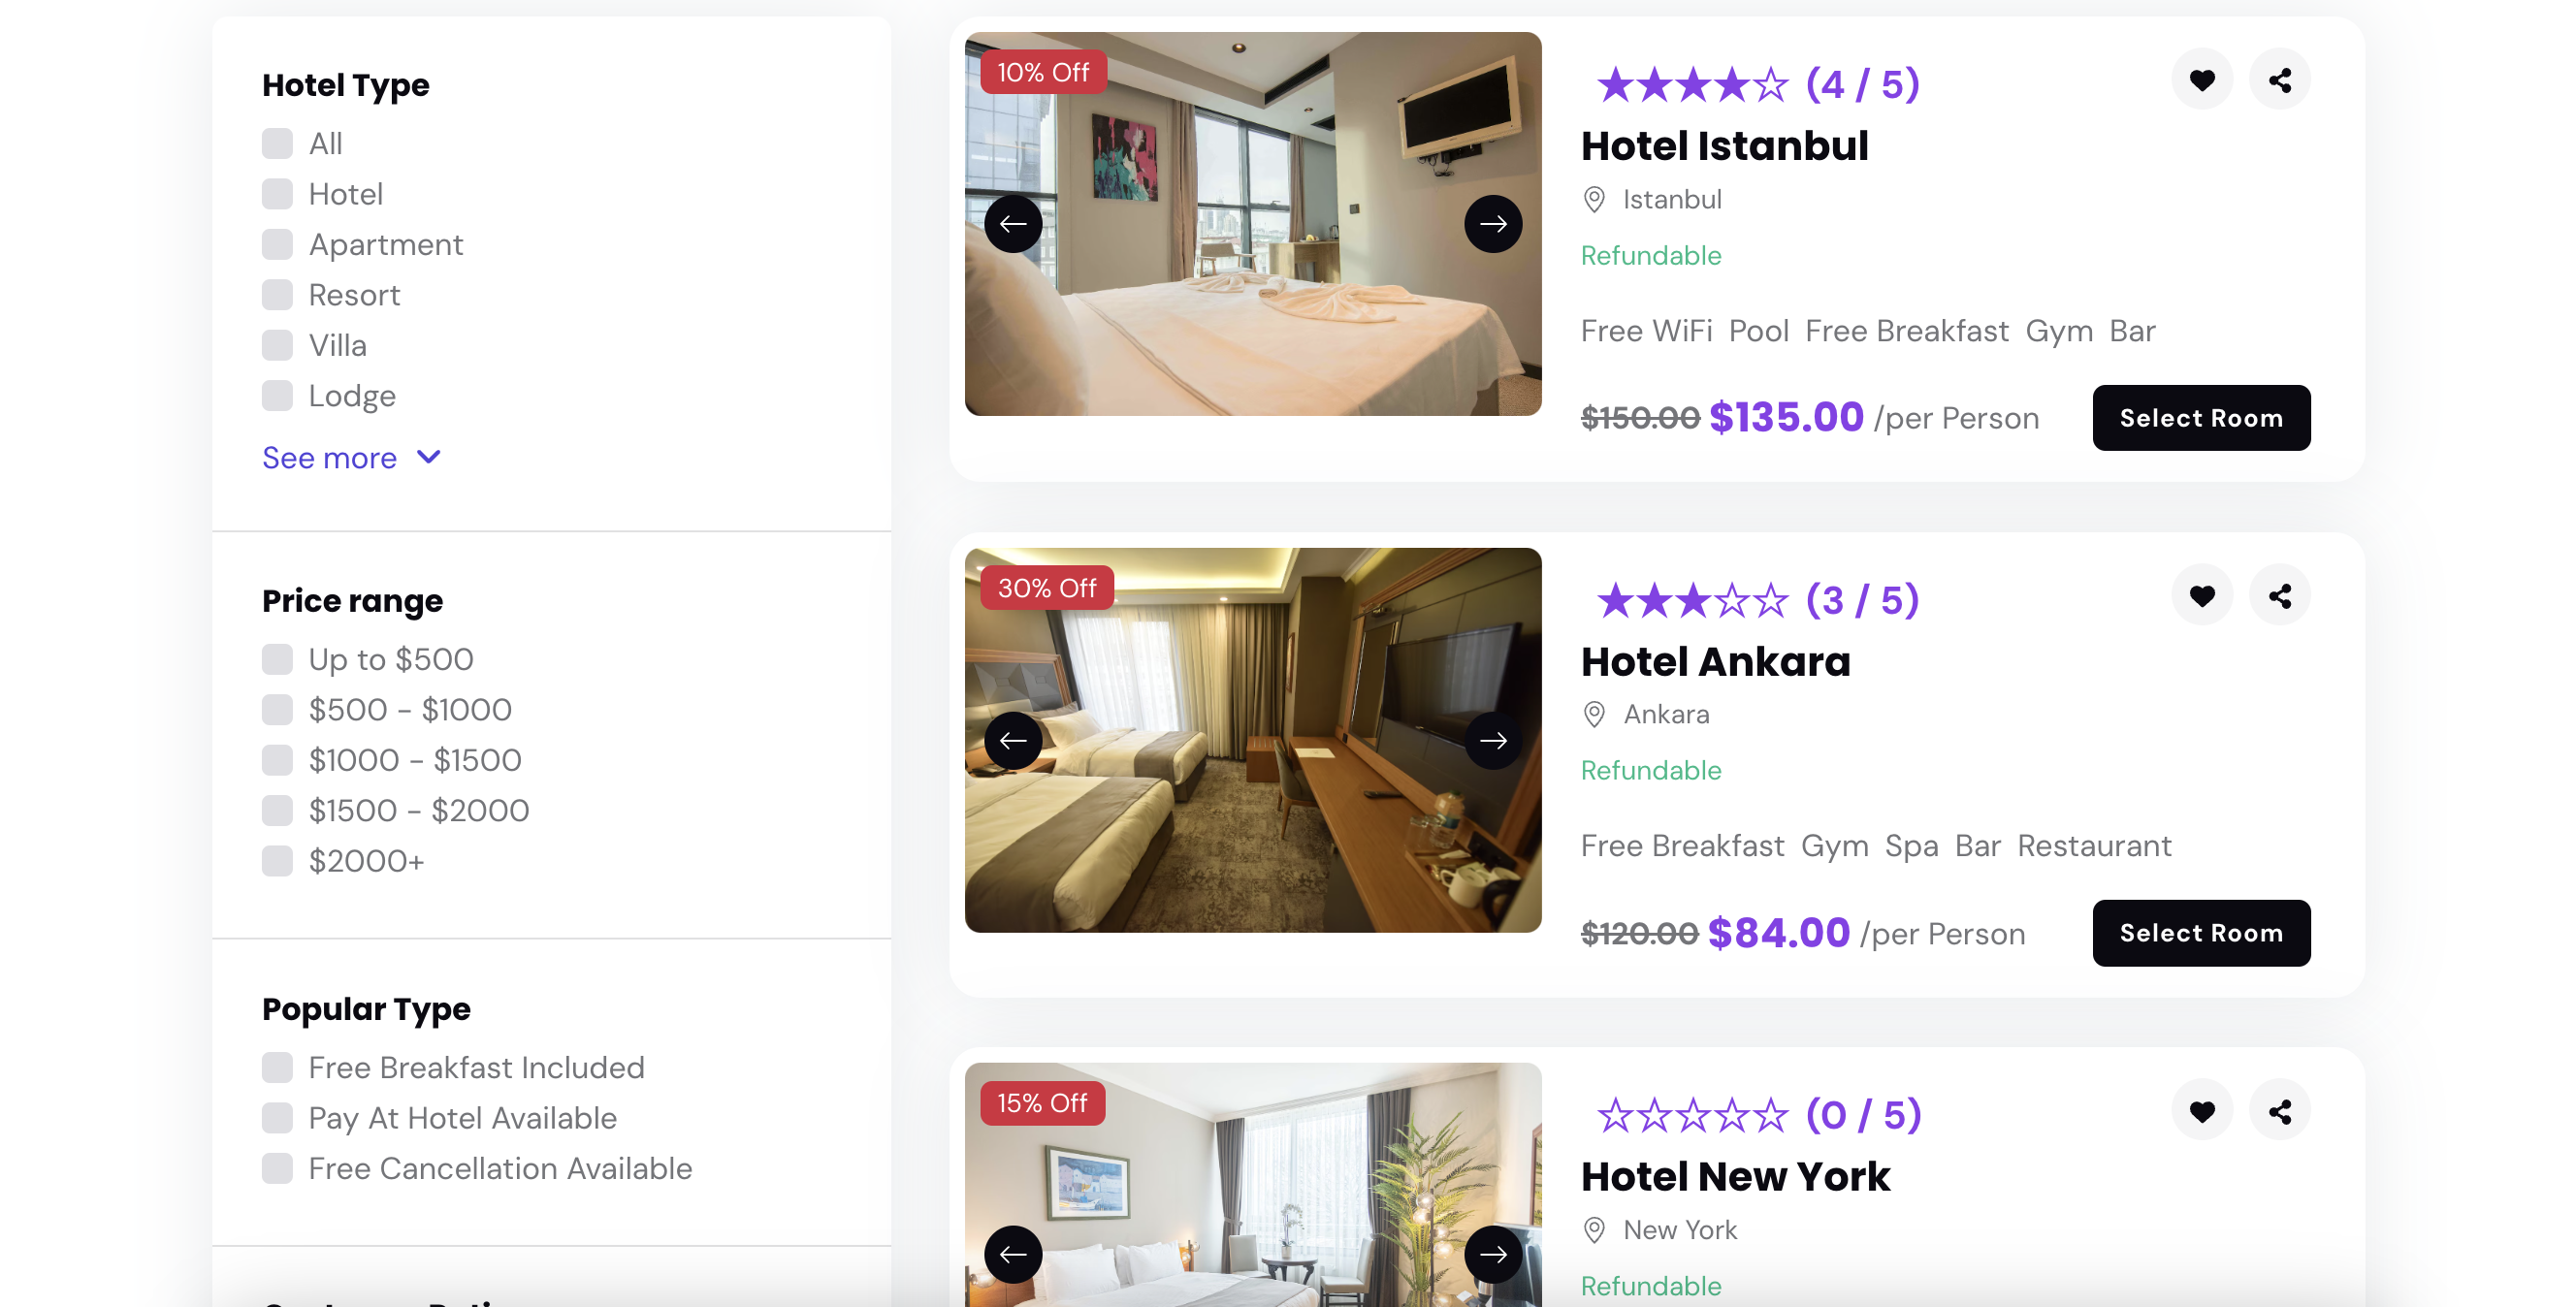 Hotel Type
All
Hotel
Apartment
Resort
Villa
Lodge
See more
Price range
Up to $500
$500 - $1000
$1000 - $1500
$1500 - $2000
$2000+
Popular Type
Free Breakfast Included
Pay At Hotel Available
Free Cancellation Available
10% Off
★★★★☆ (4 / 5)
Hotel Istanbul
Istanbul
Refundable
Free WiFi Pool Free Breakfast Gym Bar
$150.00 $135.00 /per Person Select Room
30% Off
★★★☆☆ (3 / 5)
Hotel Ankara
Ankara
Refundable
Free Breakfast Gym Spa Bar Restaurant
$120.00 $84.00 /per Person Select Room
15% Off
☆☆☆☆☆ (0 / 5)
Hotel New York
New York
Refundable